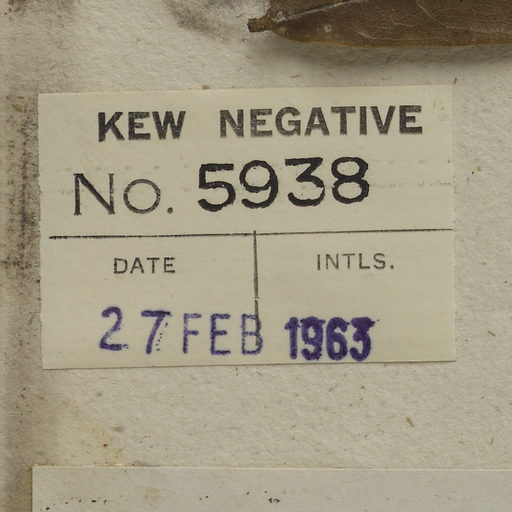 KEW NEGATIVE
No. 5938
DATE INTLS.
27 FEB 1963